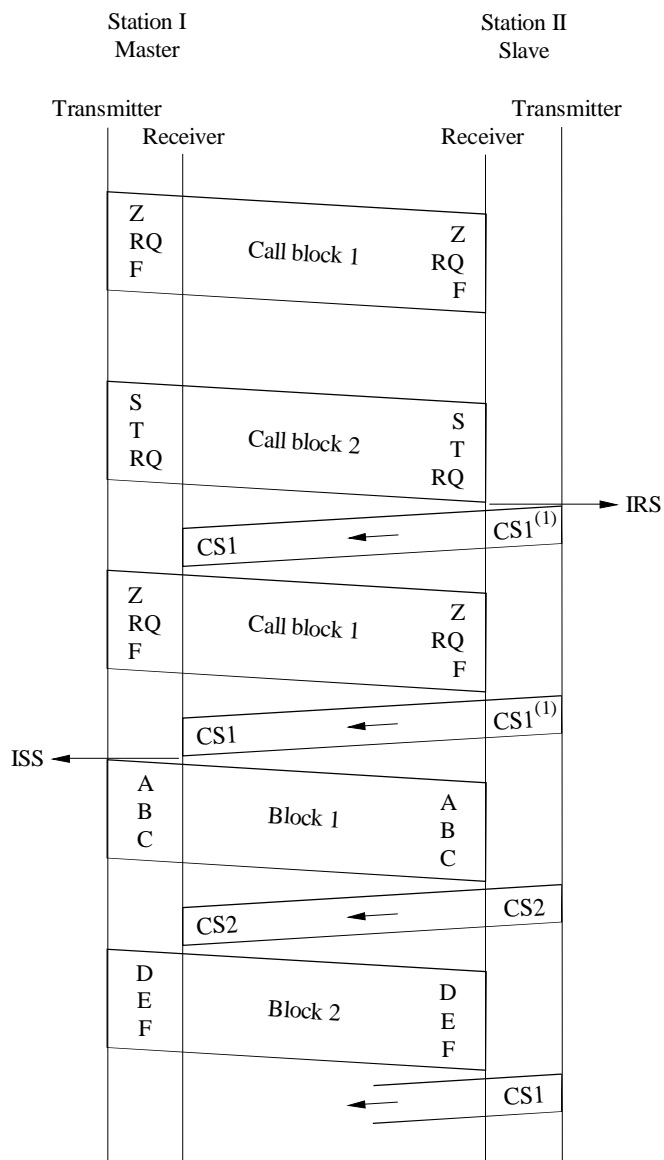 Station I
Master
Station II
Slave
Transmitter
Receiver
Receiver
Transmitter
Z
RQ
F
Call block 1
Z
RQ
F
S
T
RQ
Call block 2
S
T
RQ
IRS
CS1
CS1(1)
Z
RQ
F
Call block 1
Z
RQ
F
CS1
CS1(1)
ISS
A
B
C
Block 1
A
B
C
CS2
CS2
D
E
F
Block 2
D
E
F
CS1